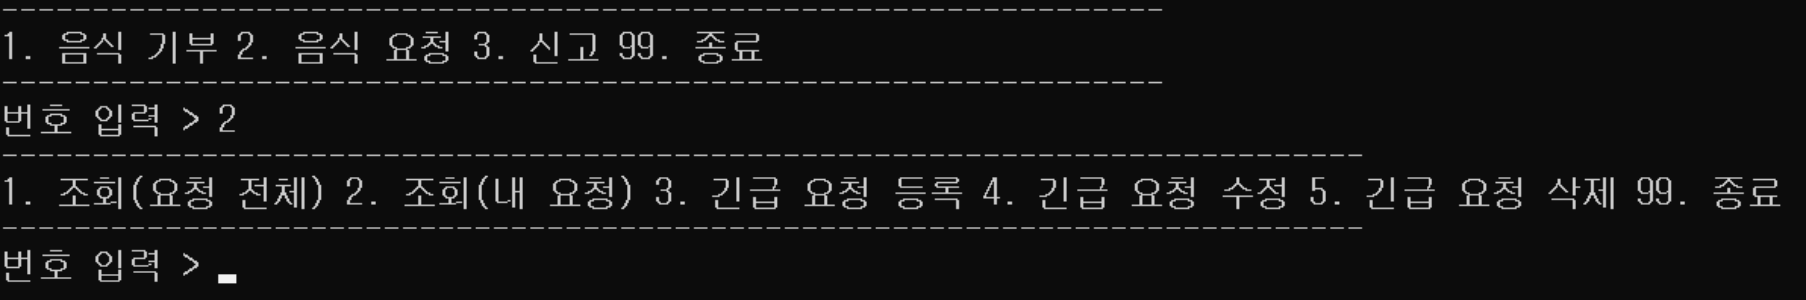 ----------------------------------------------------------------
1. 음식 기부 2. 음식 요청 3. 신고 99. 종료
----------------------------------------------------------------
번호 입력 > 2
---------------------------------------------------------------------------
1. 조회(요청 전체) 2. 조회(내 요청) 3. 긴급 요청 등록 4. 긴급 요청 수정 5. 긴급 요청 삭제 99. 종료
---------------------------------------------------------------------------
번호 입력 > _